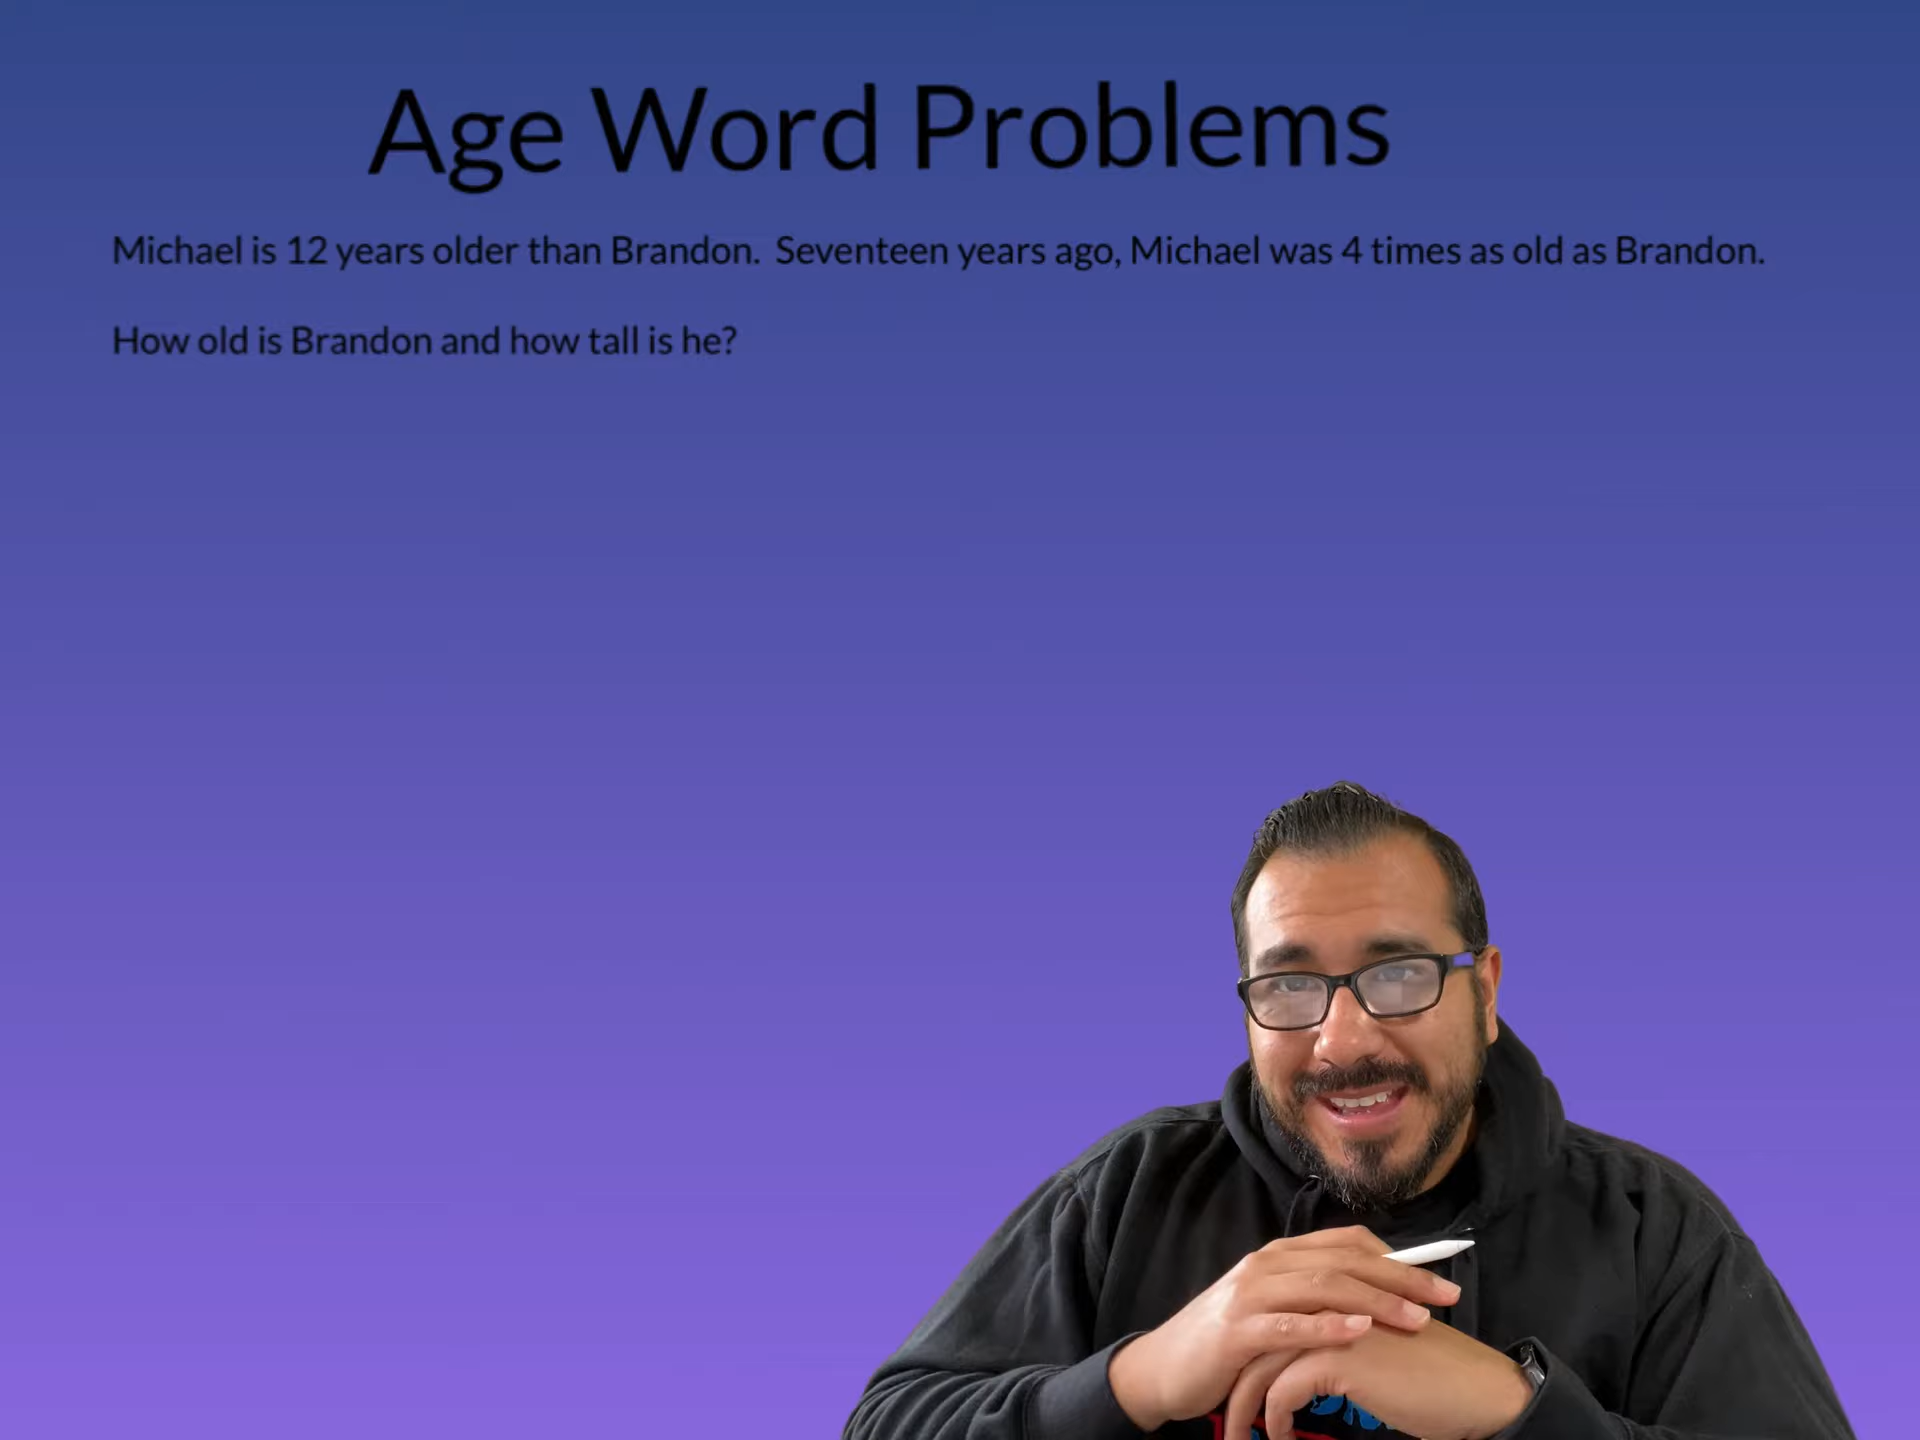 Age Word Problems
Michael is 12 years older than Brandon. Seventeen years ago, Michael was 4 times as old as Brandon.
How old is Brandon and how tall is he?